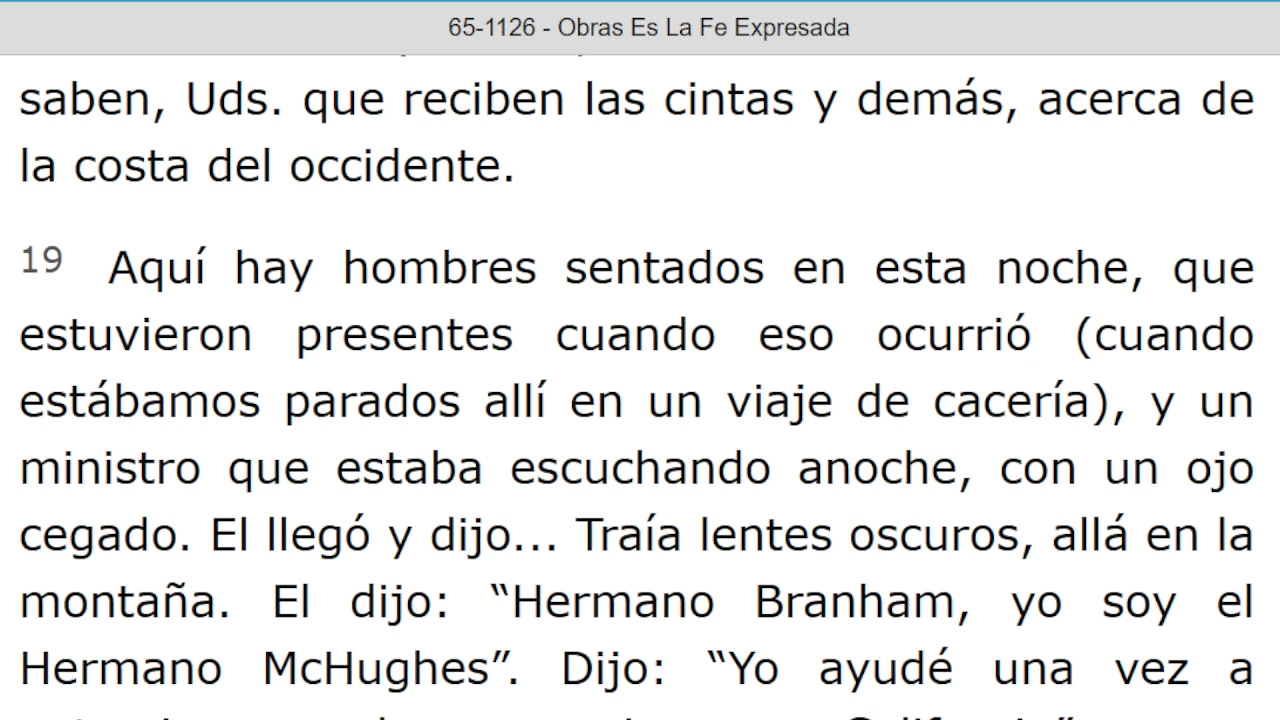 65-1126 - Obras Es La Fe Expresada
saben, Uds. que reciben las cintas y demás, acerca de
la costa del occidente.
19 Aquí hay hombres sentados en esta noche, que
estuvieron presentes cuando eso ocurrió (cuando
estábamos parados allí en un viaje de cacería), y un
ministro que estaba escuchando anoche, con un ojo
cegado. El llegó y dijo... Traía lentes oscuros, allá en la
montaña. El dijo: “Hermano Branham, yo soy el
Hermano McHughes”. Dijo: “Yo ayudé una vez a